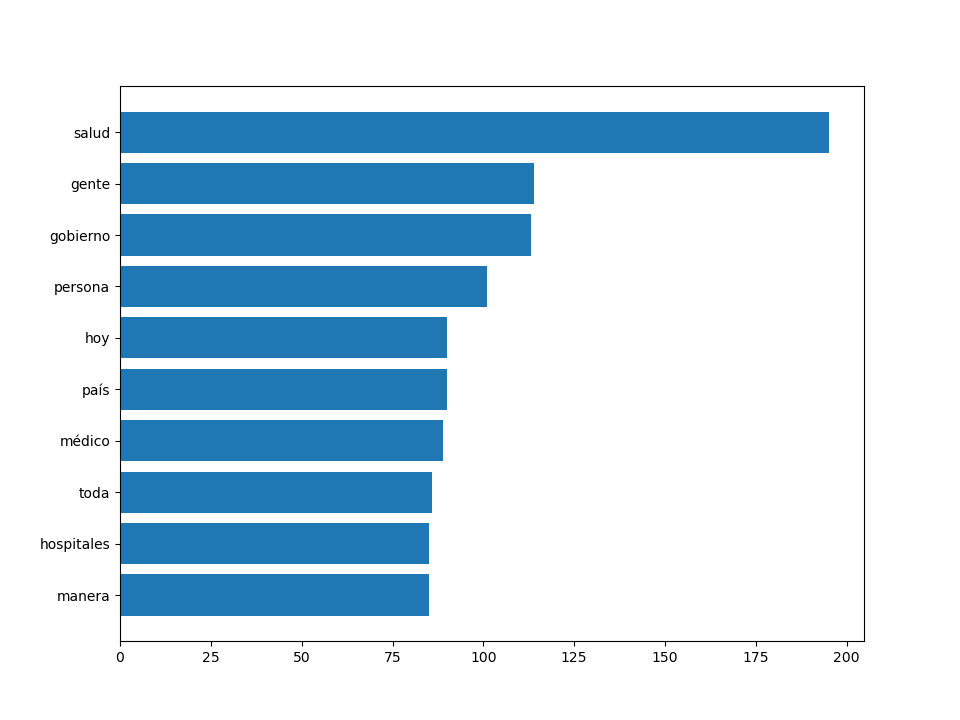 salud
gente
gobierno
persona
hoy
país
médico
toda
hospitales
manera
0 25 50 75 100 125 150 175 200